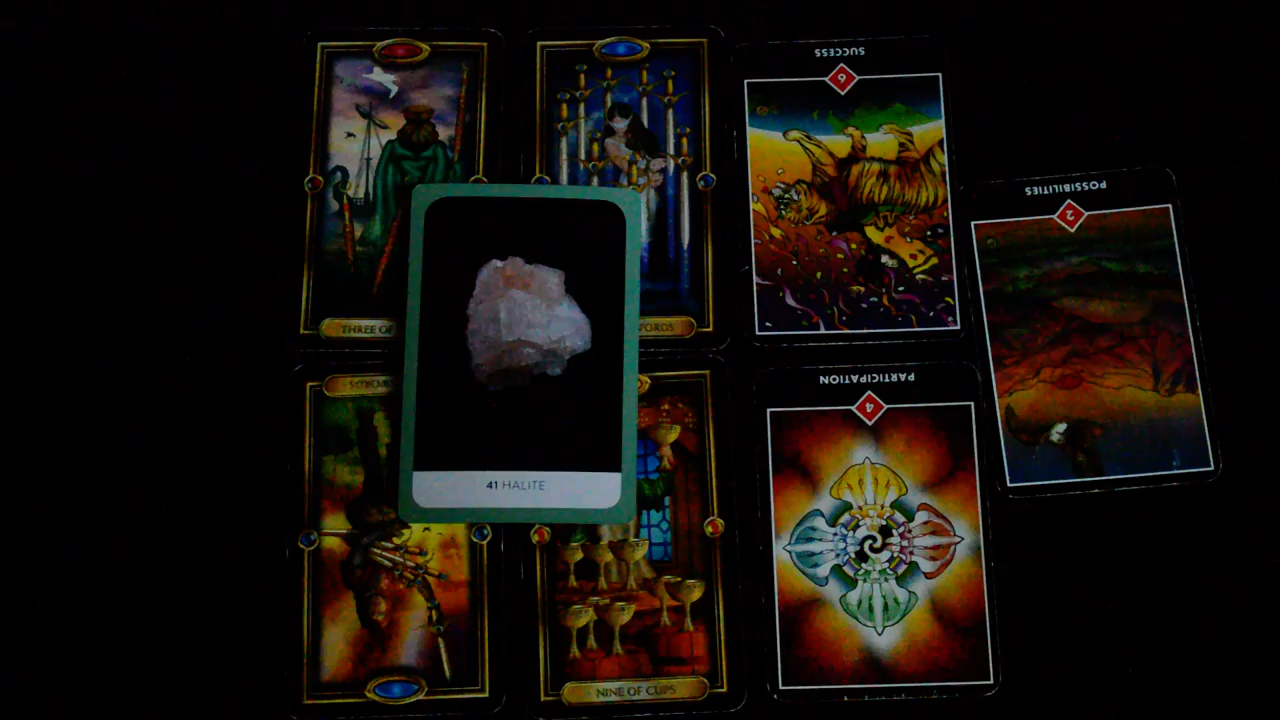 SUCCESS
6
POSSIBILITIES
2
THREE OF
SWORDS
SWORDS
PARTICIPATION
4
41 HALITE
NINE OF CUPS